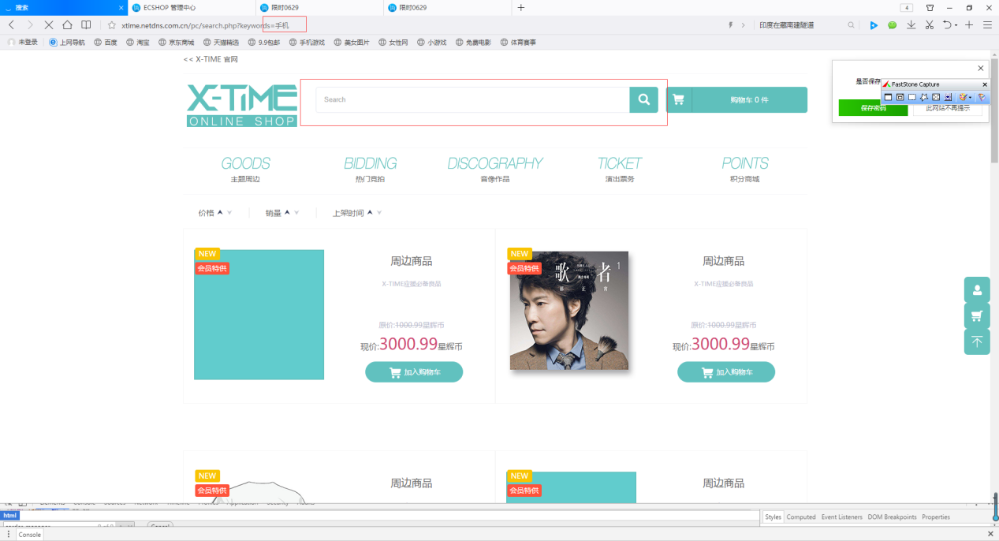 搜索
ECSHOP 管理中心
限时0629
限时0629
4
xtime.netdns.com.cn/pc/search.php?keywords=手机
印度在藏南建隧道
未登录
上网导航
百度
淘宝
京东商城
天猫精选
9.9包邮
手机游戏
美女图片
女性网
小游戏
免费电影
体育赛事
<< X-TIME 官网
X-TIME
ONLINE SHOP
Search
购物车 0 件
是否保存
FastStone Capture
保存密码
此网站不再提示
GOODS
BIDDING
DISCOGRAPHY
TICKET
POINTS
主题周边
热门竞拍
音像作品
演出票务
积分商城
价格
销量
上架时间
NEW
会员特供
周边商品
X-TIME应援必备良品
原价:1000.99星辉币
现价:3000.99星辉币
加入购物车
NEW
会员特供
歌者
1
周边商品
X-TIME应援必备良品
原价:1000.99星辉币
现价:3000.99星辉币
加入购物车
NEW
会员特供
周边商品
NEW
会员特供
周边商品
html
Styles
Computed
Event Listeners
DOM Breakpoints
Properties
Console